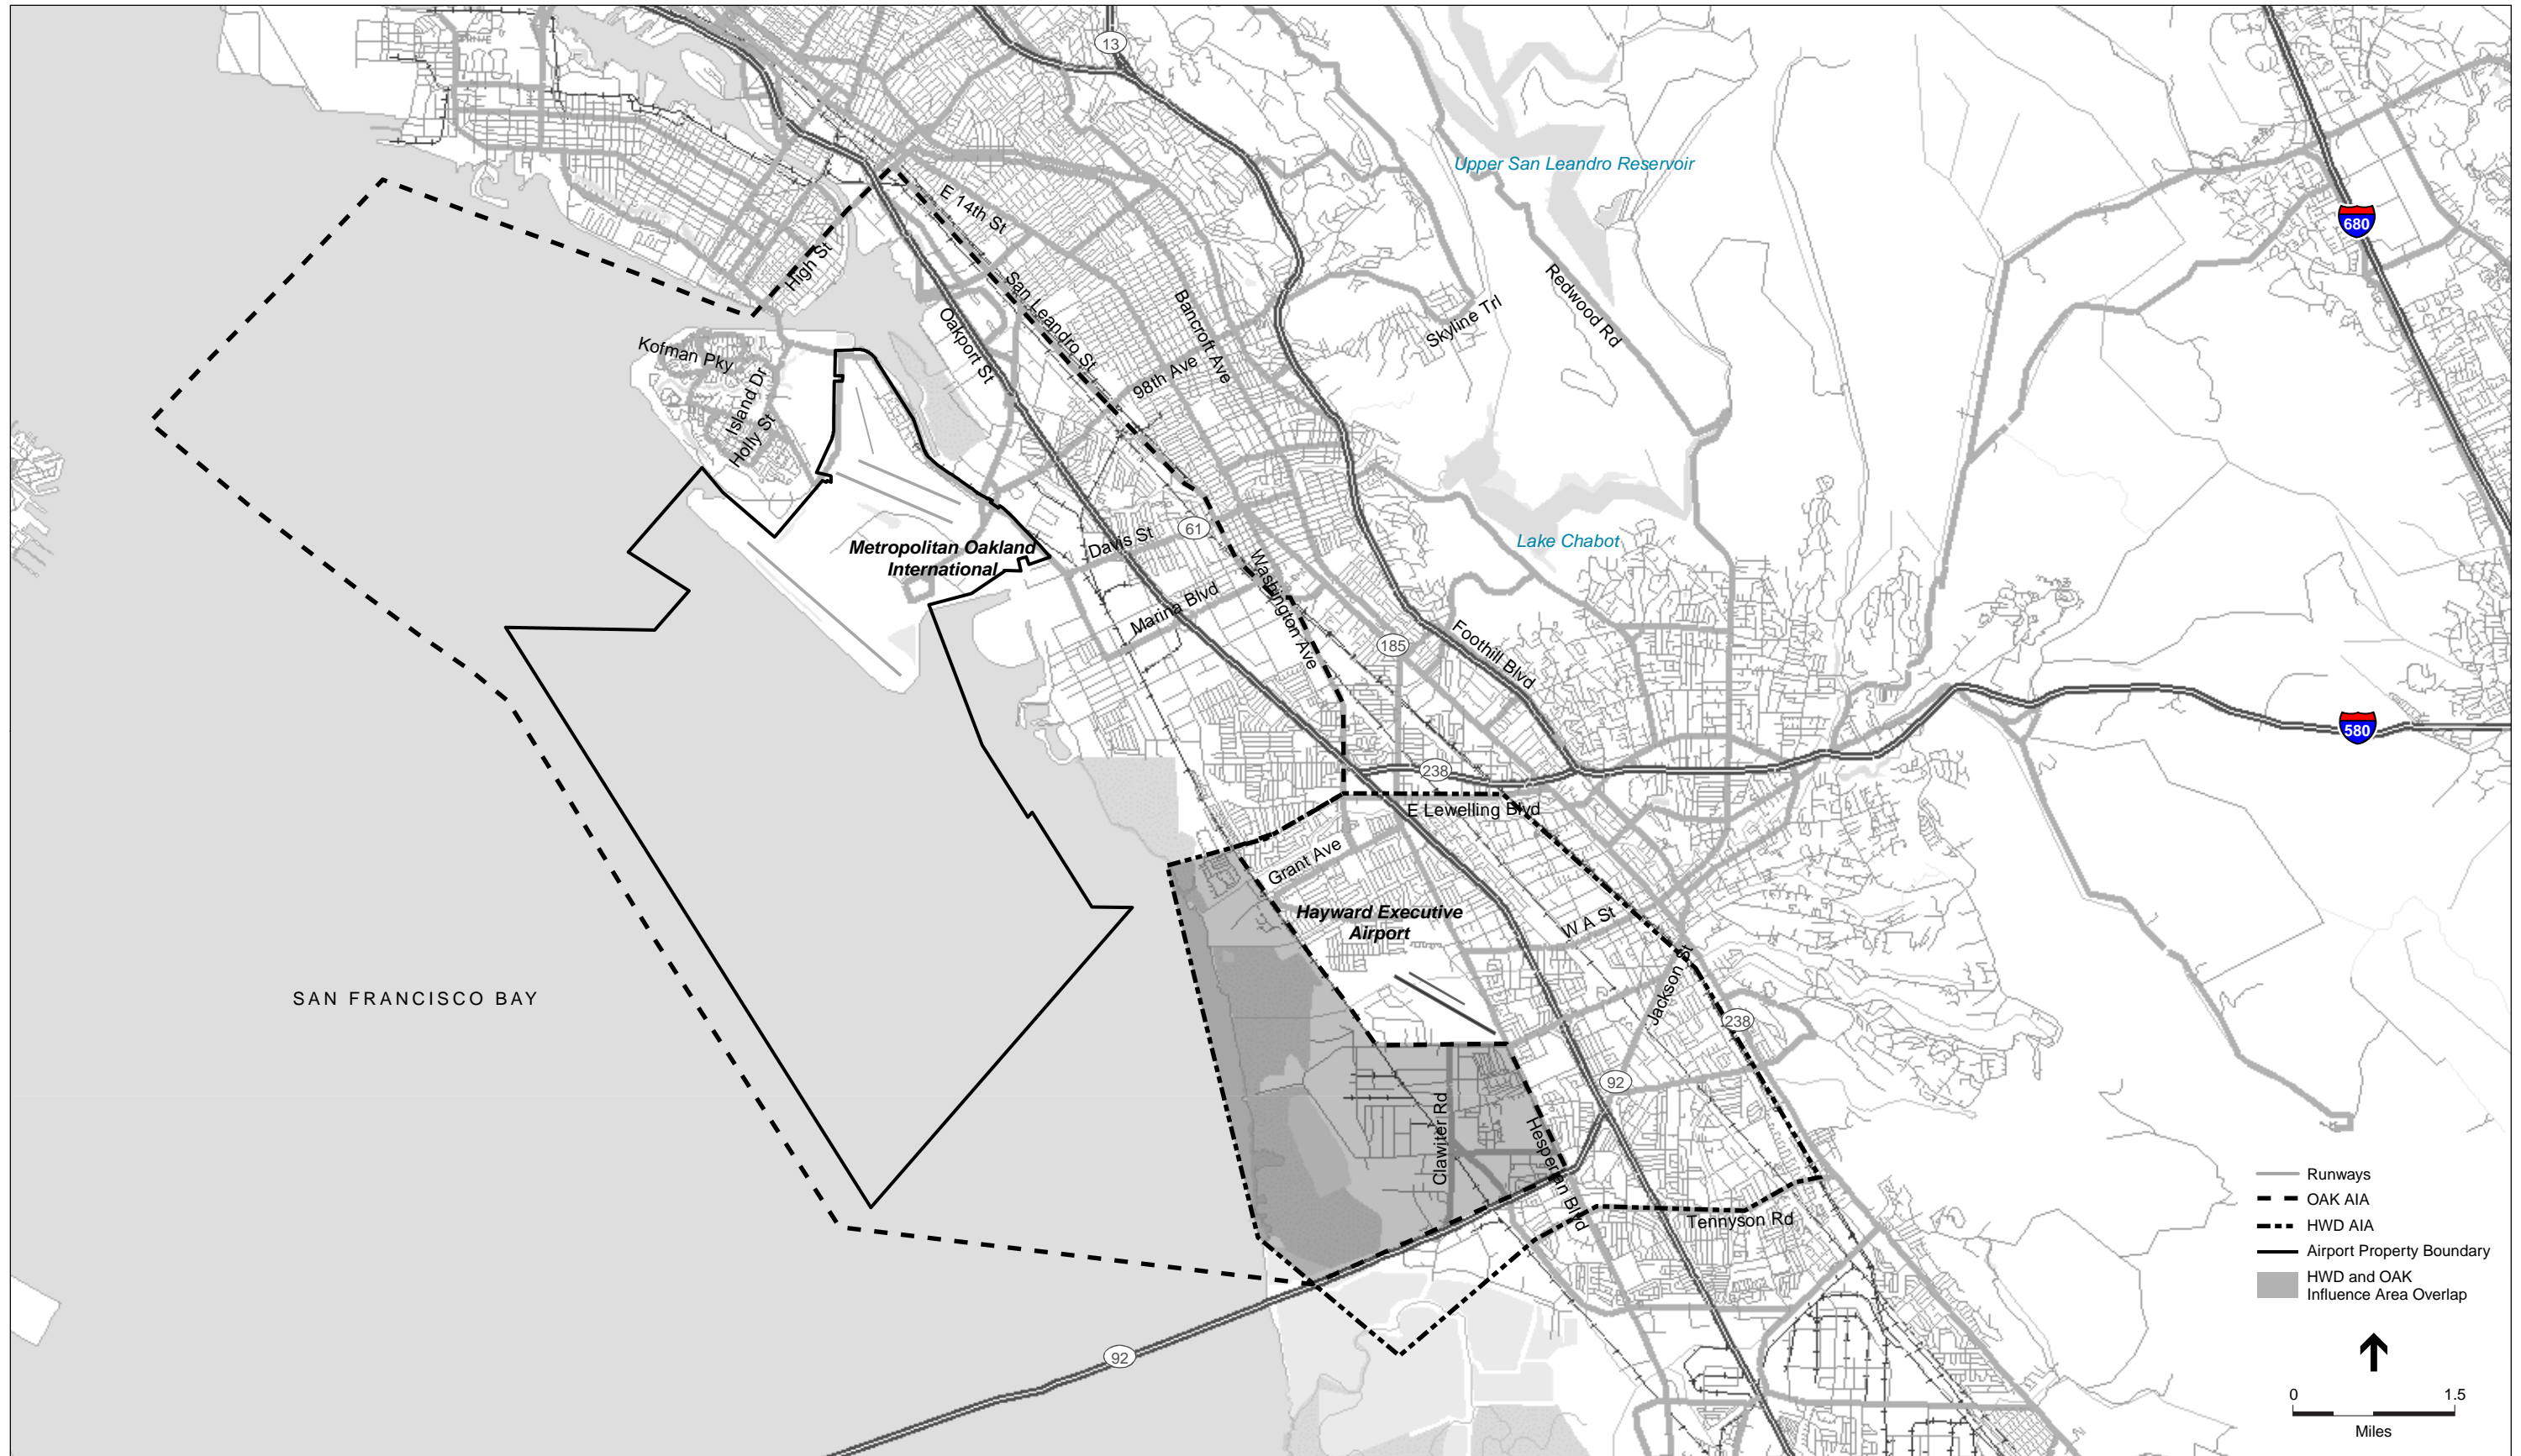 13
Upper San Leandro Reservoir
E 14th St
680
High St
San Leandro St
Redwood Rd
Bancroft Ave
Skyline Trl
Oakport St
Kofman Pky
98th Ave
Island Dr
Holly St
61
Metropolitan Oakland
International
Davis St
Lake Chabot
Washington Ave
Marina Blvd
185
Foothill Blvd
580
238
E Lewelling Blvd
Grant Ave
Hayward Executive
Airport
W A St
Jackson St
SAN FRANCISCO BAY
238
92
Clawiter Rd
Hesperian Blvd
Tennyson Rd
92
Runways
OAK AIA
HWD AIA
Airport Property Boundary
HWD and OAK
Influence Area Overlap
0 1.5
Miles